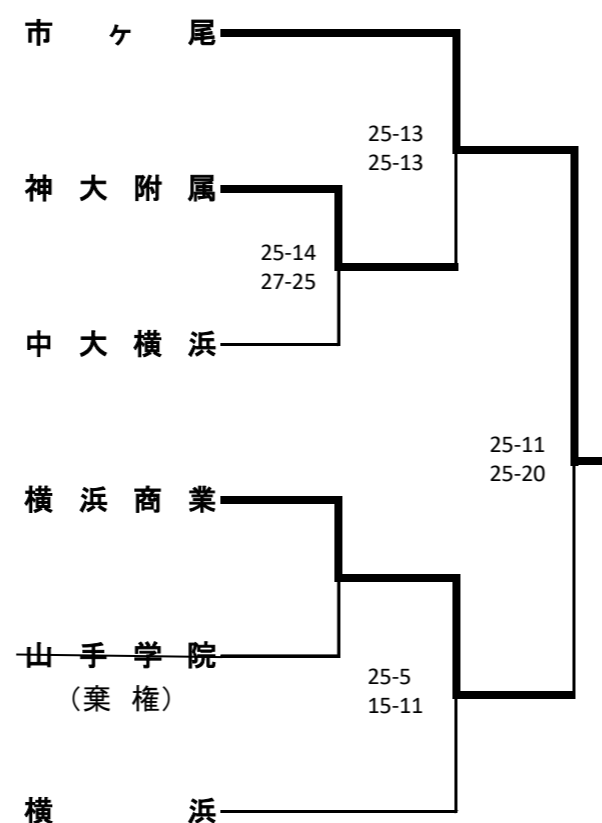 市ヶ尾
25-13
25-13
神大附属
25-14
27-25
中大横浜
25-11
25-20
横浜商業
山手学院
（棄権）
25-5
15-11
横浜